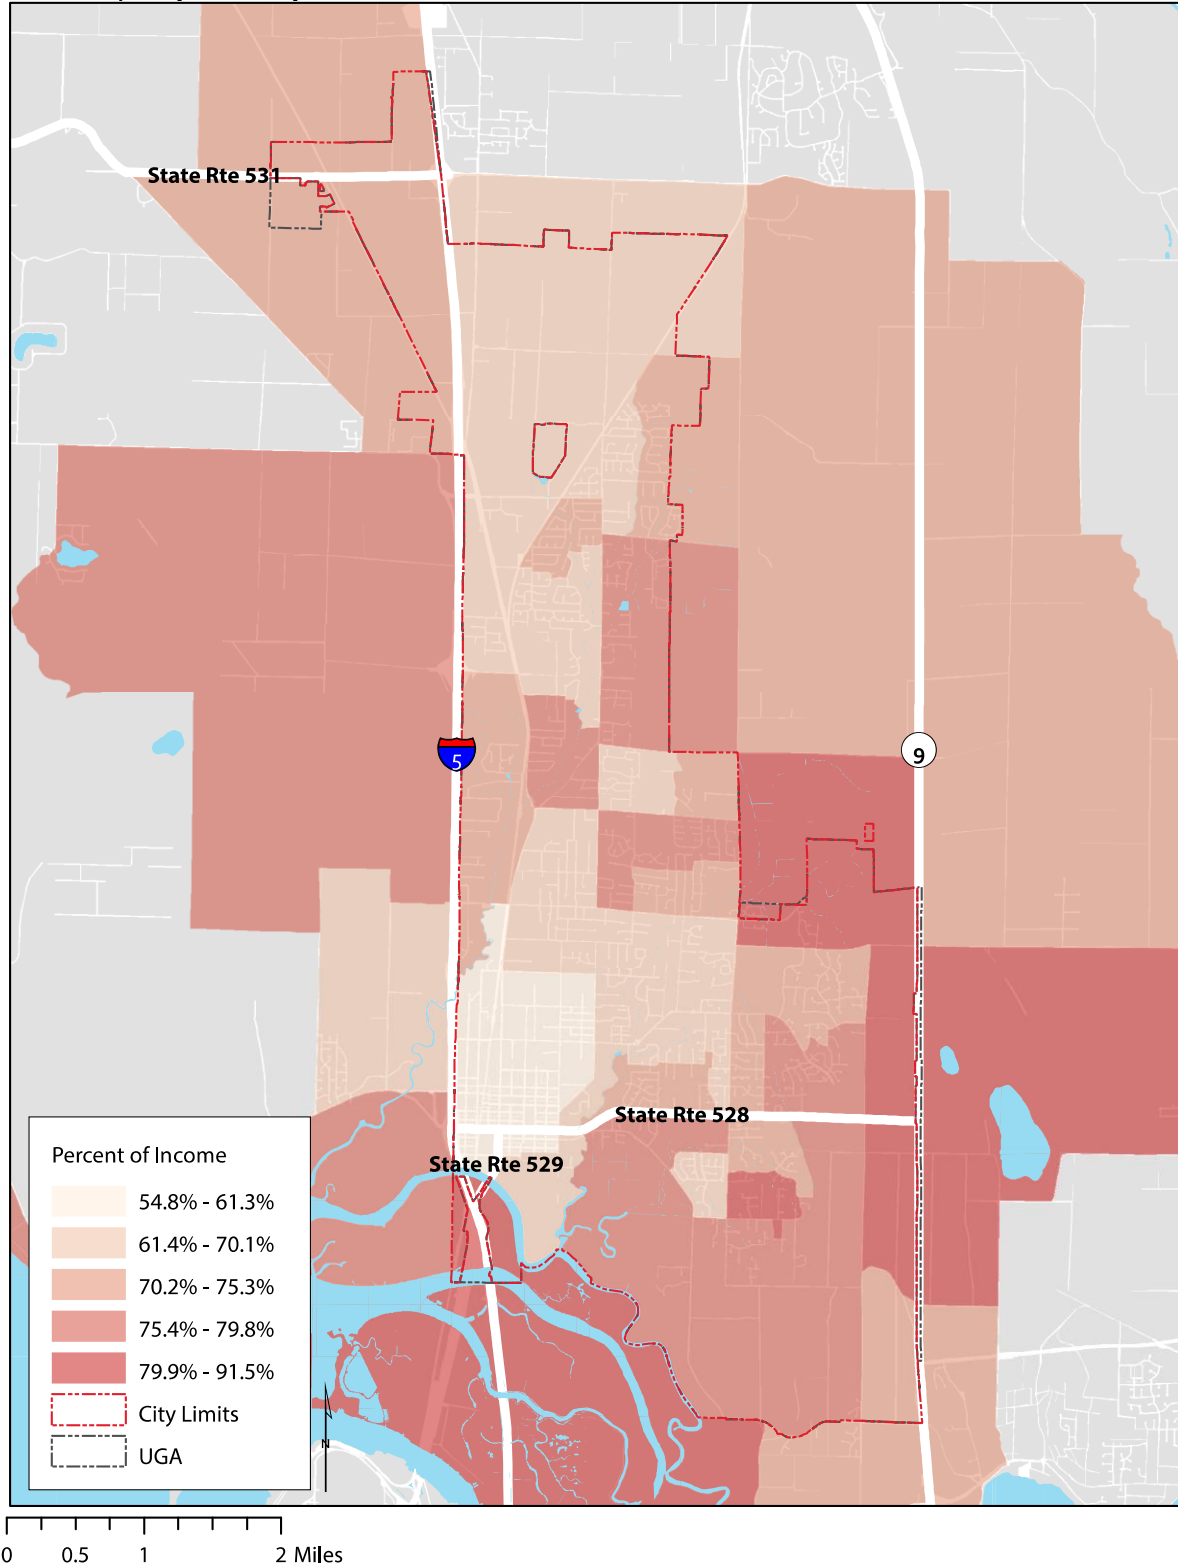 State Rte 531
5
9
State Rte 528
State Rte 529
Percent of Income
54.8% - 61.3%
61.4% - 70.1%
70.2% - 75.3%
75.4% - 79.8%
79.9% - 91.5%
City Limits
UGA
N
0 0.5 1 2 Miles